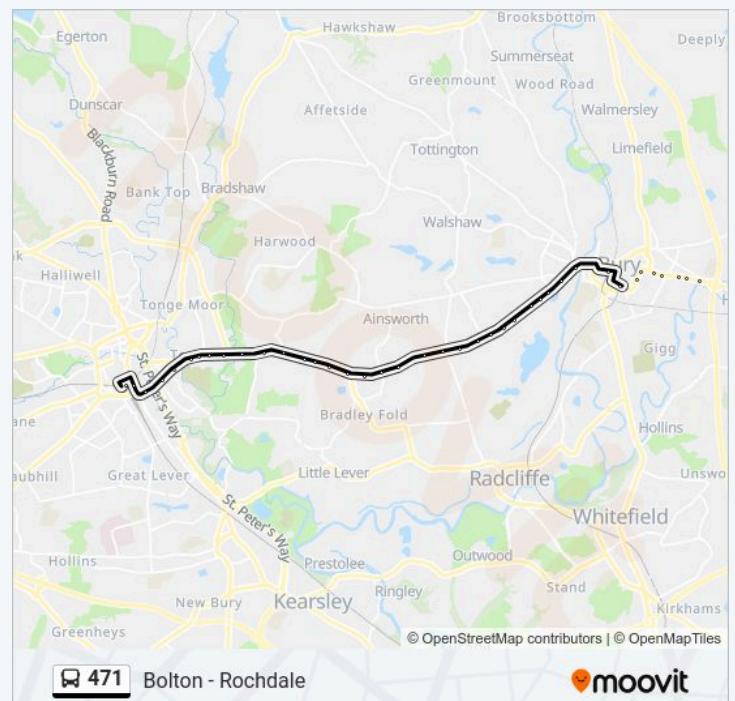 Hawkshaw
Brooksbottom
Egerton
Deeply
Summerseat
Greenmount
Wood Road
Dunscar
Affetside
Walmersley
Blackburn Road
Tottington
Limefield
Bank Top
Bradshaw
Walshaw
Harwood
Bury
Halliwell
Tonge Moor
Ainsworth
Gigg
St. Peter's Way
Bradley Fold
Hollins
Little Lever
Great Lever
Radcliffe
Unswo
aubhill
St. Peter's Way
Whitefield
Outwood
Hollins
Prestolee
Stand
Ringley
New Bury
Kearsley
Kirkhams
Greenheys
© OpenStreetMap contributors | © OpenMapTiles
471 Bolton - Rochdale
moovit